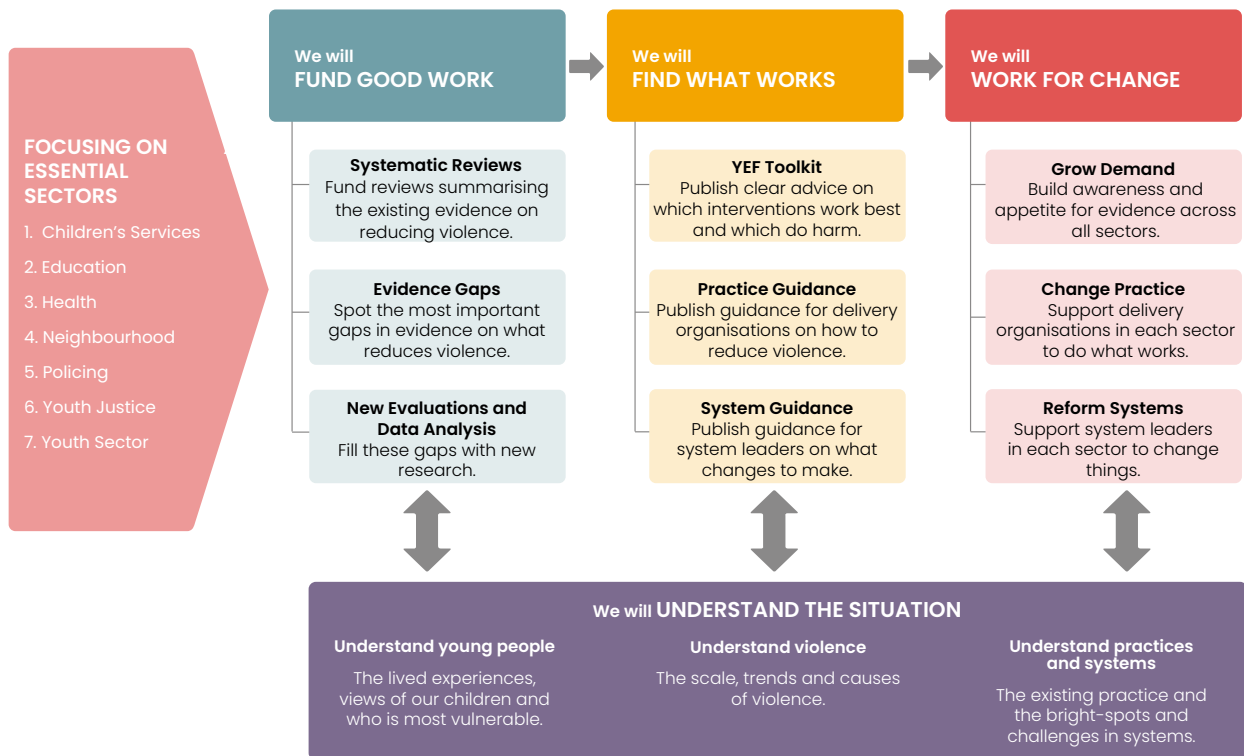 FOCUSING ON
ESSENTIAL
SECTORS
1. Children's Services
2. Education
3. Health
4. Neighbourhood
5. Policing
6. Youth Justice
7. Youth Sector
We will
FUND GOOD WORK
Systematic Reviews
Fund reviews summarising
the existing evidence on
reducing violence.
Evidence Gaps
Spot the most important
gaps in evidence on what
reduces violence.
New Evaluations and
Data Analysis
Fill these gaps with new
research.
We will
FIND WHAT WORKS
YEF Toolkit
Publish clear advice on
which interventions work best
and which do harm.
Practice Guidance
Publish guidance for delivery
organisations on how to
reduce violence.
System Guidance
Publish guidance for
system leaders on what
changes to make.
We will
WORK FOR CHANGE
Grow Demand
Build awareness and
appetite for evidence across
all sectors.
Change Practice
Support delivery
organisations in each sector
to do what works.
Reform Systems
Support system leaders
in each sector to change
things.
We will UNDERSTAND THE SITUATION
Understand young people
The lived experiences,
views of our children and
who is most vulnerable.
Understand violence
The scale, trends and causes
of violence.
Understand practices
and systems
The existing practice and
the bright-spots and
challenges in systems.